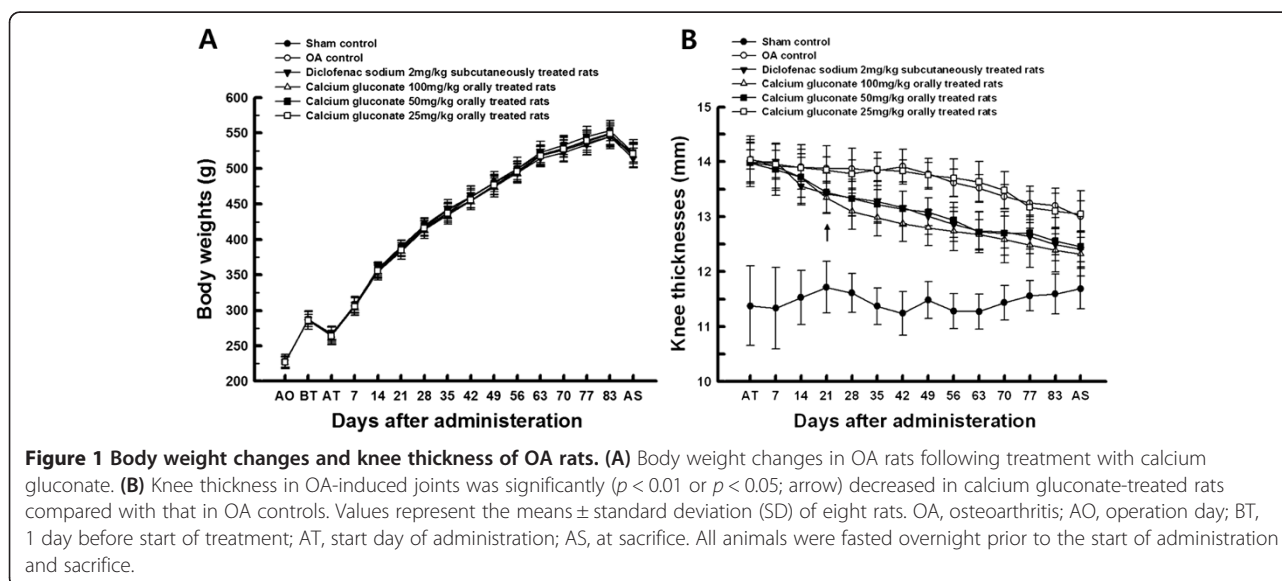 A
Sham control
OA control
Diclofenac sodium 2mg/kg subcutaneously treated rats
Calcium gluconate 100mg/kg orally treated rats
Calcium gluconate 50mg/kg orally treated rats
Calcium gluconate 25mg/kg orally treated rats
600
550
500
450
400
350
300
250
200
Body weights (g)
AO BT AT 7 14 21 28 35 42 49 56 63 70 77 83 AS
Days after administeration
B
Sham control
OA control
Diclofenac sodium 2mg/kg subcutaneously treated rats
Calcium gluconate 100mg/kg orally treated rats
Calcium gluconate 50mg/kg orally treated rats
Calcium gluconate 25mg/kg orally treated rats
15
14
13
12
11
10
Knee thicknesses (mm)
AT 7 14 21 28 35 42 49 56 63 70 77 83 AS
Days after administeration
Figure 1 Body weight changes and knee thickness of OA rats. (A) Body weight changes in OA rats following treatment with calcium
gluconate. (B) Knee thickness in OA-induced joints was significantly (p < 0.01 or p < 0.05; arrow) decreased in calcium gluconate-treated rats
compared with that in OA controls. Values represent the means ± standard deviation (SD) of eight rats. OA, osteoarthritis; AO, operation day; BT,
1 day before start of treatment; AT, start day of administration; AS, at sacrifice. All animals were fasted overnight prior to the start of administration
and sacrifice.